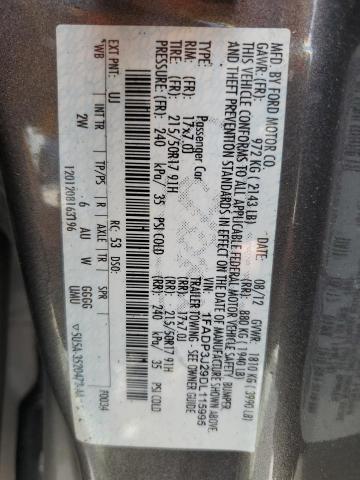 MFD. BY FORD MOTOR CO.
08/12 GVWR: 1810 KG ( 3990 LB)
GAWR: (FR) 972 KG ( 2143 LB) (RR) 880 KG ( 1940 LB)
THIS VEHICLE CONFORMS TO ALL APPLICABLE FEDERAL MOTOR VEHICLE SAFETY, BUMPER
AND THEFT PREVENTION STANDARDS IN EFFECT ON THE DATE OF MANUFACTURE SHOWN ABOVE
VIN: 1FADP3J29DL115995
TYPE: Passenger Car
TRAILER TOWING - SEE OWNER GUIDE
RIM: (FR): 17x7.0J (RR): 17x7.0J
TIRE: (FR): 215/50R17 91H (RR): 215/50R17 91H
PRESSURE: (FR): 240 kPa/ 35 PSI COLD (RR): 240 kPa/ 35 PSI COLD
EXT PNT: UJ RC: 53 DSO: F0034
WB INT TR TP/PS R AXLE TR SPR
2W 6 AU W GGGG
UMU
1201208163196